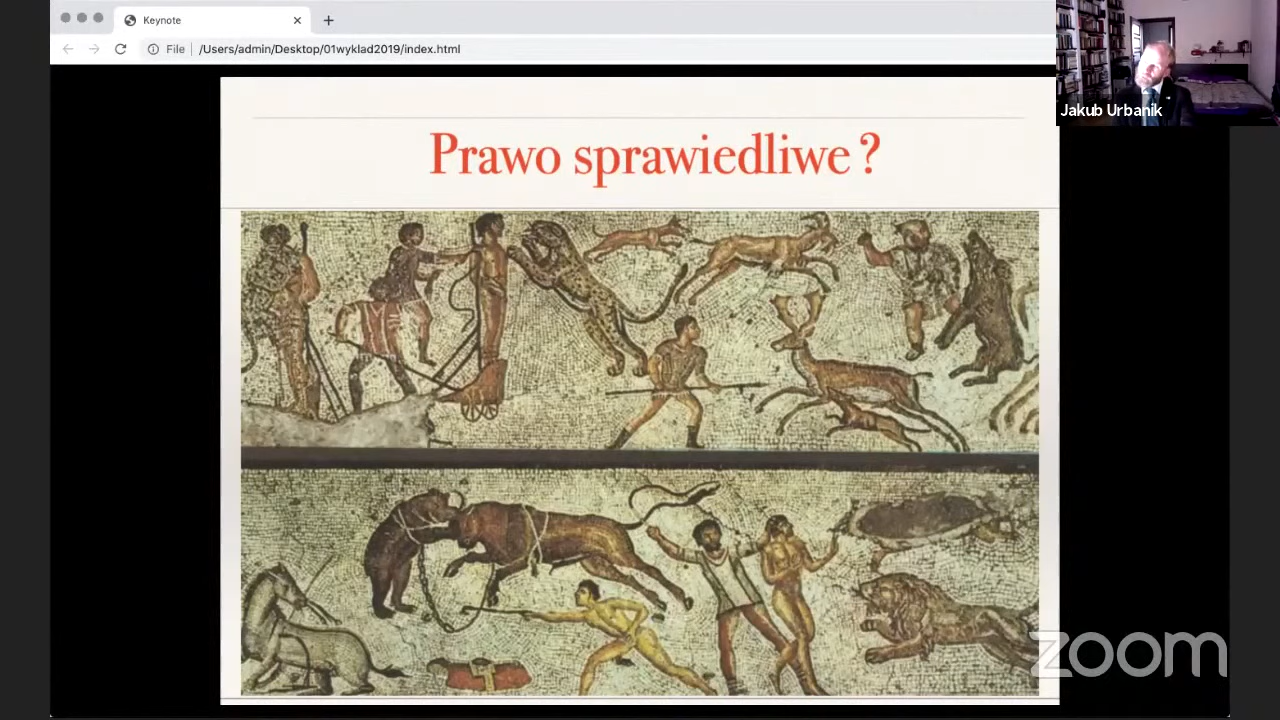 Keynote
File
/Users/admin/Desktop/01wyklad2019/index.html
Jakub Urbanik
Prawo sprawiedliwe ?
zoom